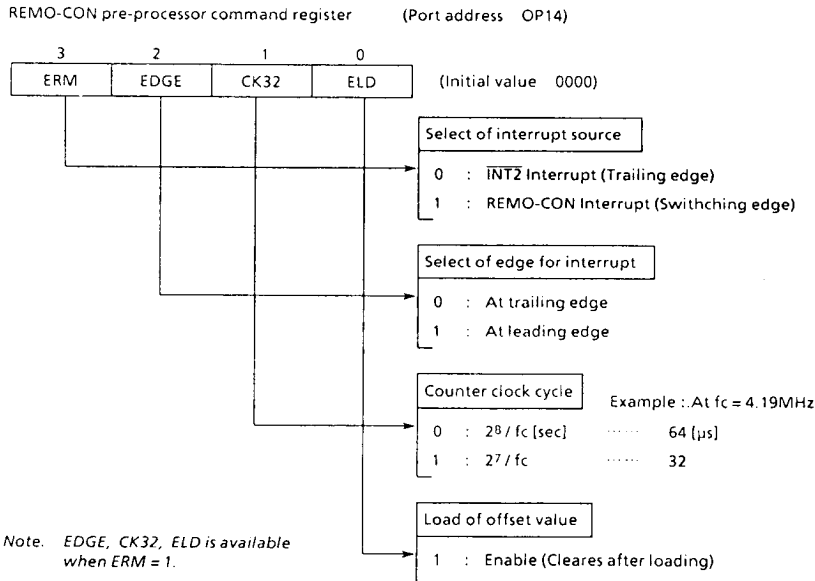 REMO-CON pre-processor command register (Port address OP14)
3 2 1 0
ERM EDGE CK32 ELD (Initial value 0000)
Select of interrupt source
0 : INT2 Interrupt (Trailing edge)
1 : REMO-CON Interrupt (Swithching edge)
Select of edge for interrupt
0 : At trailing edge
1 : At leading edge
Counter clock cycle Example : At fc = 4.19MHz
0 : 2⁸ / fc [sec] ······ 64 [μs]
1 : 2⁷ / fc ······ 32
Load of offset value
1 : Enable (Cleares after loading)
Note. EDGE, CK32, ELD is available
when ERM = 1.